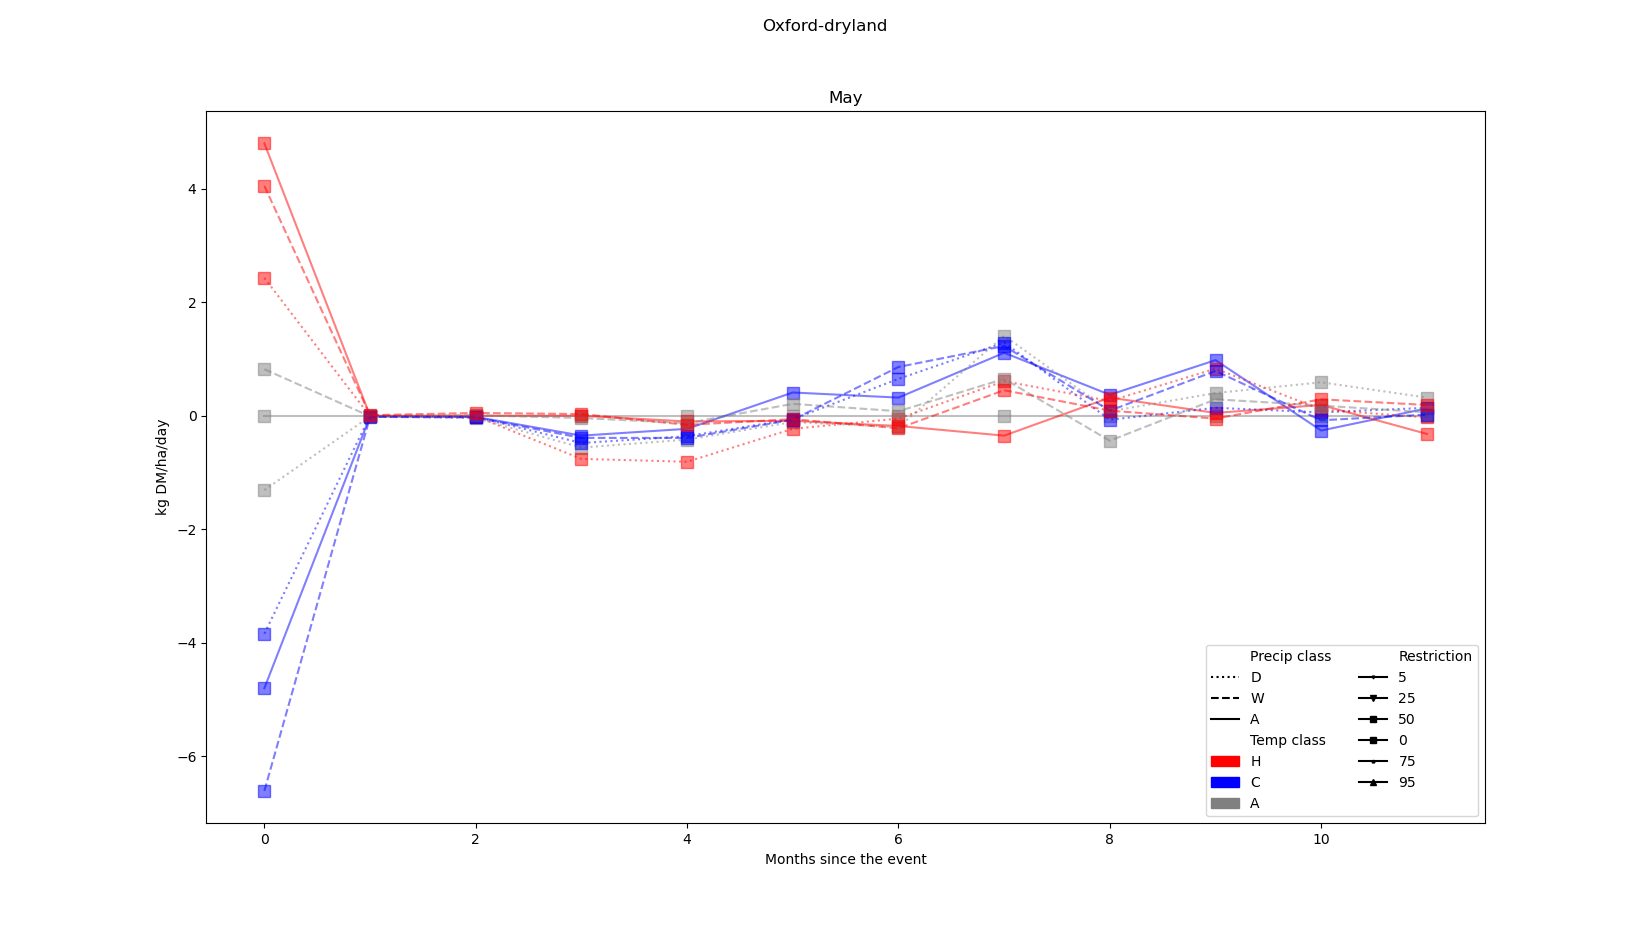 Oxford-dryland
May
kg DM/ha/day
4
2
0
−2
−4
−6
0
2
4
6
8
10
Months since the event
Precip class
D
W
A
Temp class
H
C
A
Restriction
5
25
50
0
75
95